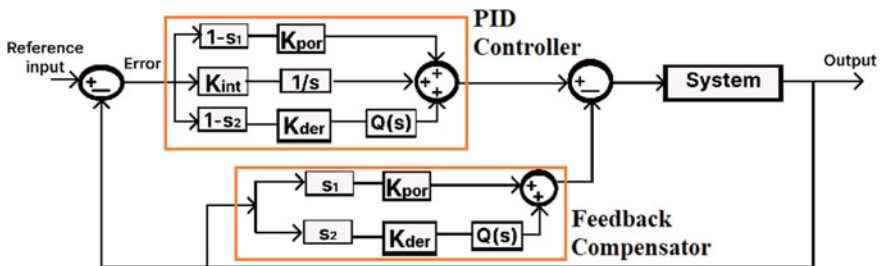 PID
Controller
Reference
input
Error
+
−
1-s₁
Kpor
Kint
1/s
1-s₂
Kder
Q(s)
+
+
+
+
−
System
Output
s₁
Kpor
s₂
Kder
Q(s)
+
+
Feedback
Compensator